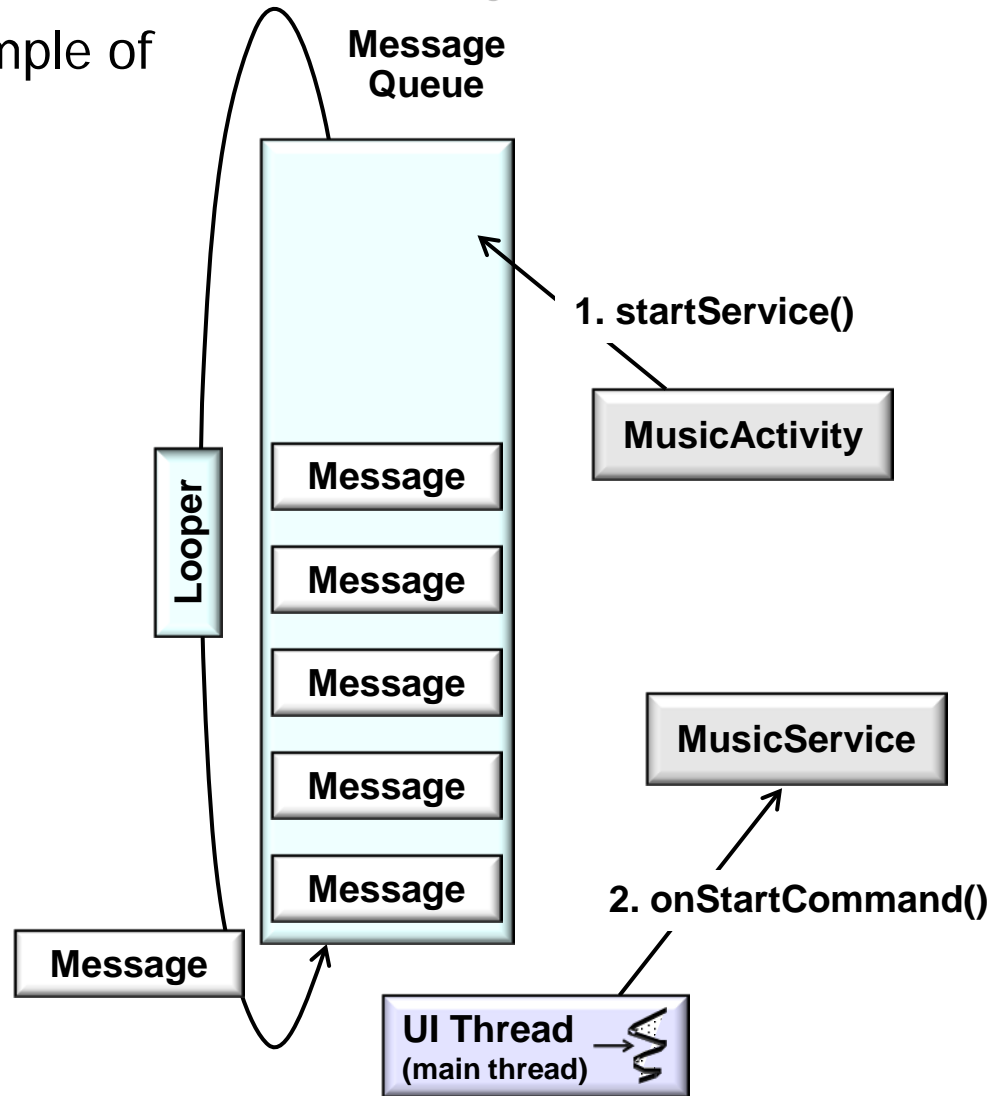 mple of
Message
Queue
1. startService()
MusicActivity
Message
Looper
Message
Message
MusicService
Message
Message
2. onStartCommand()
Message
UI Thread
(main thread)